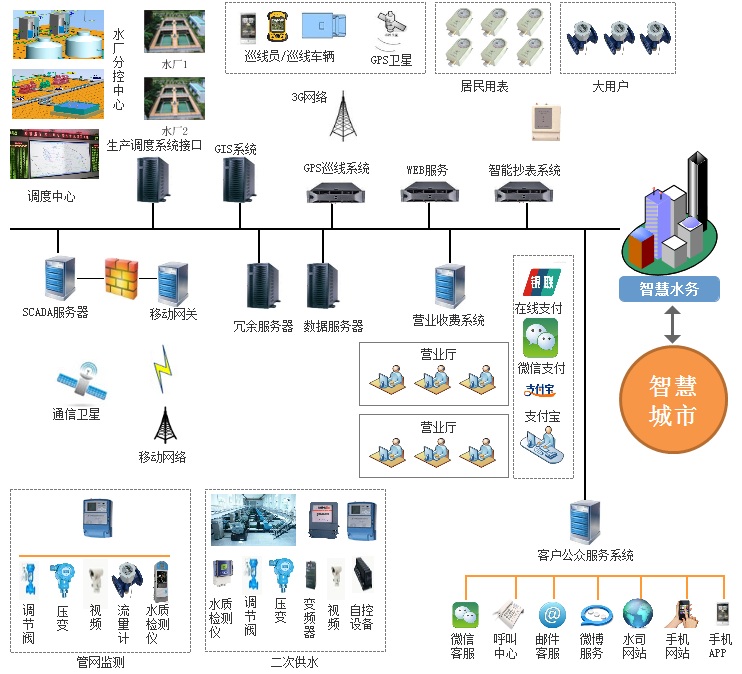 水厂分控中心
水厂1
水厂2
调度中心
生产调度系统接口
GIS系统
巡线员/巡线车辆
GPS卫星
居民用表
大用户
3G网络
GPS巡线系统
WEB服务
智能抄表系统
智慧水务
智慧
城市
SCADA服务器
移动网关
冗余服务器
数据服务器
营业收费系统
银联
在线支付
微信支付
支付宝
支付宝
营业厅
营业厅
通信卫星
移动网络
调节阀
压变
视频
流量计
水质检测仪
管网监测
水质检测仪
调节阀
压变
变频器
视频
自控设备
二次供水
客户公众服务系统
微信
客服
呼叫
中心
邮件
客服
微博
服务
水司
网站
手机
网站
手机
APP